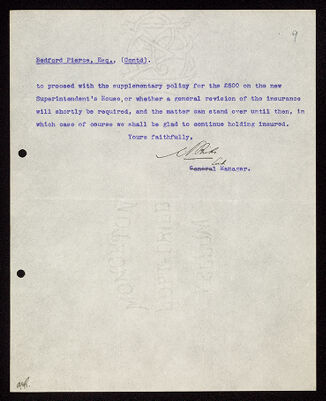 9
Bedford Pierce, Esq., (Contd).
to proceed with the supplementary policy for the £800 on the new
Superintendent's House, or whether a general revision of the insurance
will shortly be required, and the matter can stand over until then, in
which case of course we shall be glad to continue holding insured.
Yours faithfully,
General Manager.